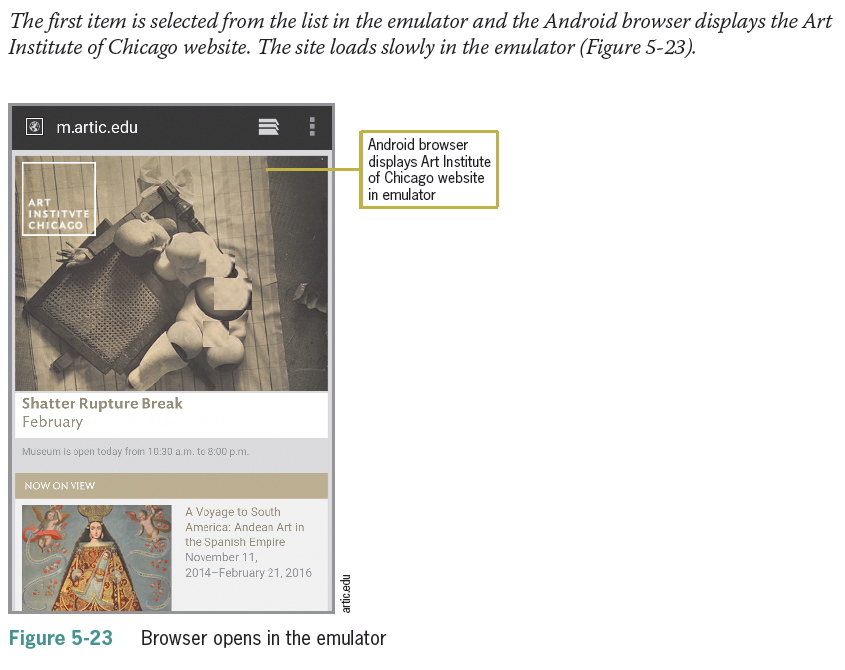 The first item is selected from the list in the emulator and the Android browser displays the Art
Institute of Chicago website. The site loads slowly in the emulator (Figure 5-23).
m.artic.edu
Android browser
displays Art Institute
of Chicago website
in emulator
ART
INSTITVTE
CHICAGO
Shatter Rupture Break
February
Museum is open today from 10:30 a.m. to 8:00 p.m.
NOW ON VIEW
A Voyage to South
America: Andean Art in
the Spanish Empire
November 11,
2014–February 21, 2016
artic.edu
Figure 5-23 Browser opens in the emulator